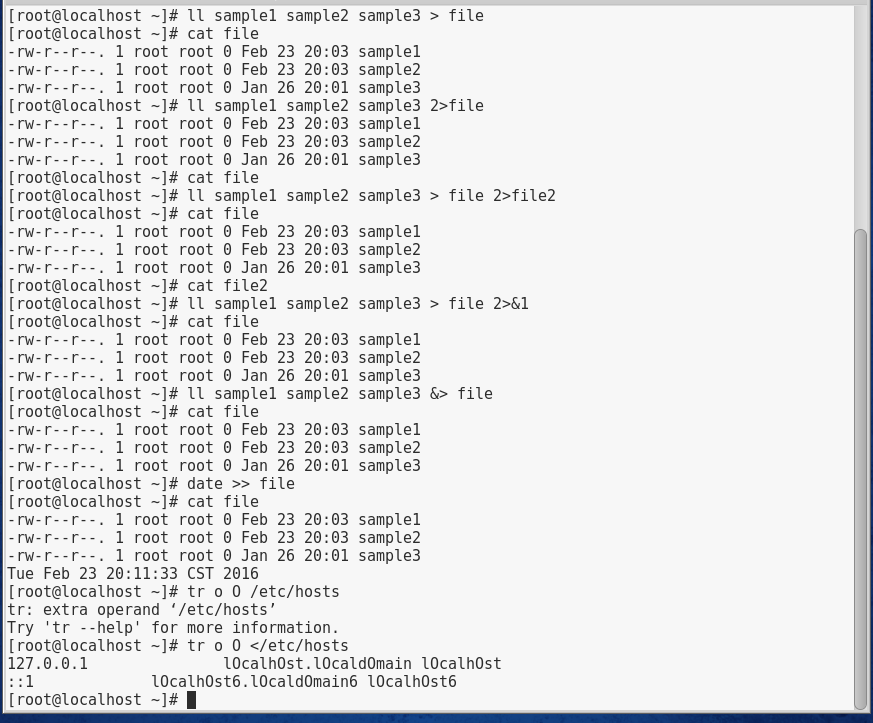 [root@localhost ~]# ll sample1 sample2 sample3 > file
[root@localhost ~]# cat file
-rw-r--r--. 1 root root 0 Feb 23 20:03 sample1
-rw-r--r--. 1 root root 0 Feb 23 20:03 sample2
-rw-r--r--. 1 root root 0 Jan 26 20:01 sample3
[root@localhost ~]# ll sample1 sample2 sample3 2>file
-rw-r--r--. 1 root root 0 Feb 23 20:03 sample1
-rw-r--r--. 1 root root 0 Feb 23 20:03 sample2
-rw-r--r--. 1 root root 0 Jan 26 20:01 sample3
[root@localhost ~]# cat file
[root@localhost ~]# ll sample1 sample2 sample3 > file 2>file2
[root@localhost ~]# cat file
-rw-r--r--. 1 root root 0 Feb 23 20:03 sample1
-rw-r--r--. 1 root root 0 Feb 23 20:03 sample2
-rw-r--r--. 1 root root 0 Jan 26 20:01 sample3
[root@localhost ~]# cat file2
[root@localhost ~]# ll sample1 sample2 sample3 > file 2>&1
[root@localhost ~]# cat file
-rw-r--r--. 1 root root 0 Feb 23 20:03 sample1
-rw-r--r--. 1 root root 0 Feb 23 20:03 sample2
-rw-r--r--. 1 root root 0 Jan 26 20:01 sample3
[root@localhost ~]# ll sample1 sample2 sample3 &> file
[root@localhost ~]# cat file
-rw-r--r--. 1 root root 0 Feb 23 20:03 sample1
-rw-r--r--. 1 root root 0 Feb 23 20:03 sample2
-rw-r--r--. 1 root root 0 Jan 26 20:01 sample3
[root@localhost ~]# date >> file
[root@localhost ~]# cat file
-rw-r--r--. 1 root root 0 Feb 23 20:03 sample1
-rw-r--r--. 1 root root 0 Feb 23 20:03 sample2
-rw-r--r--. 1 root root 0 Jan 26 20:01 sample3
Tue Feb 23 20:11:33 CST 2016
[root@localhost ~]# tr o O /etc/hosts
tr: extra operand ‘/etc/hosts’
Try 'tr --help' for more information.
[root@localhost ~]# tr o O </etc/hosts
127.0.0.1               lOcalhOst.lOcaldOmain lOcalhOst
::1             lOcalhOst6.lOcaldOmain6 lOcalhOst6
[root@localhost ~]#